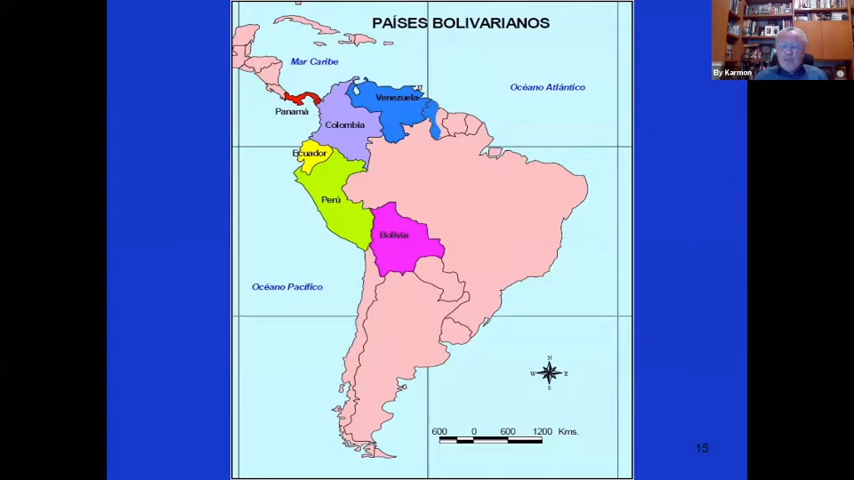 PAÍSES BOLIVARIANOS
Mar Caribe
Ely Karmon
Océano Atlántico
Venezuela
Panamá
Colombia
Ecuador
Perú
Bolivia
Océano Pacífico
N
W E
S
600 0 600 1200 Kms.
15